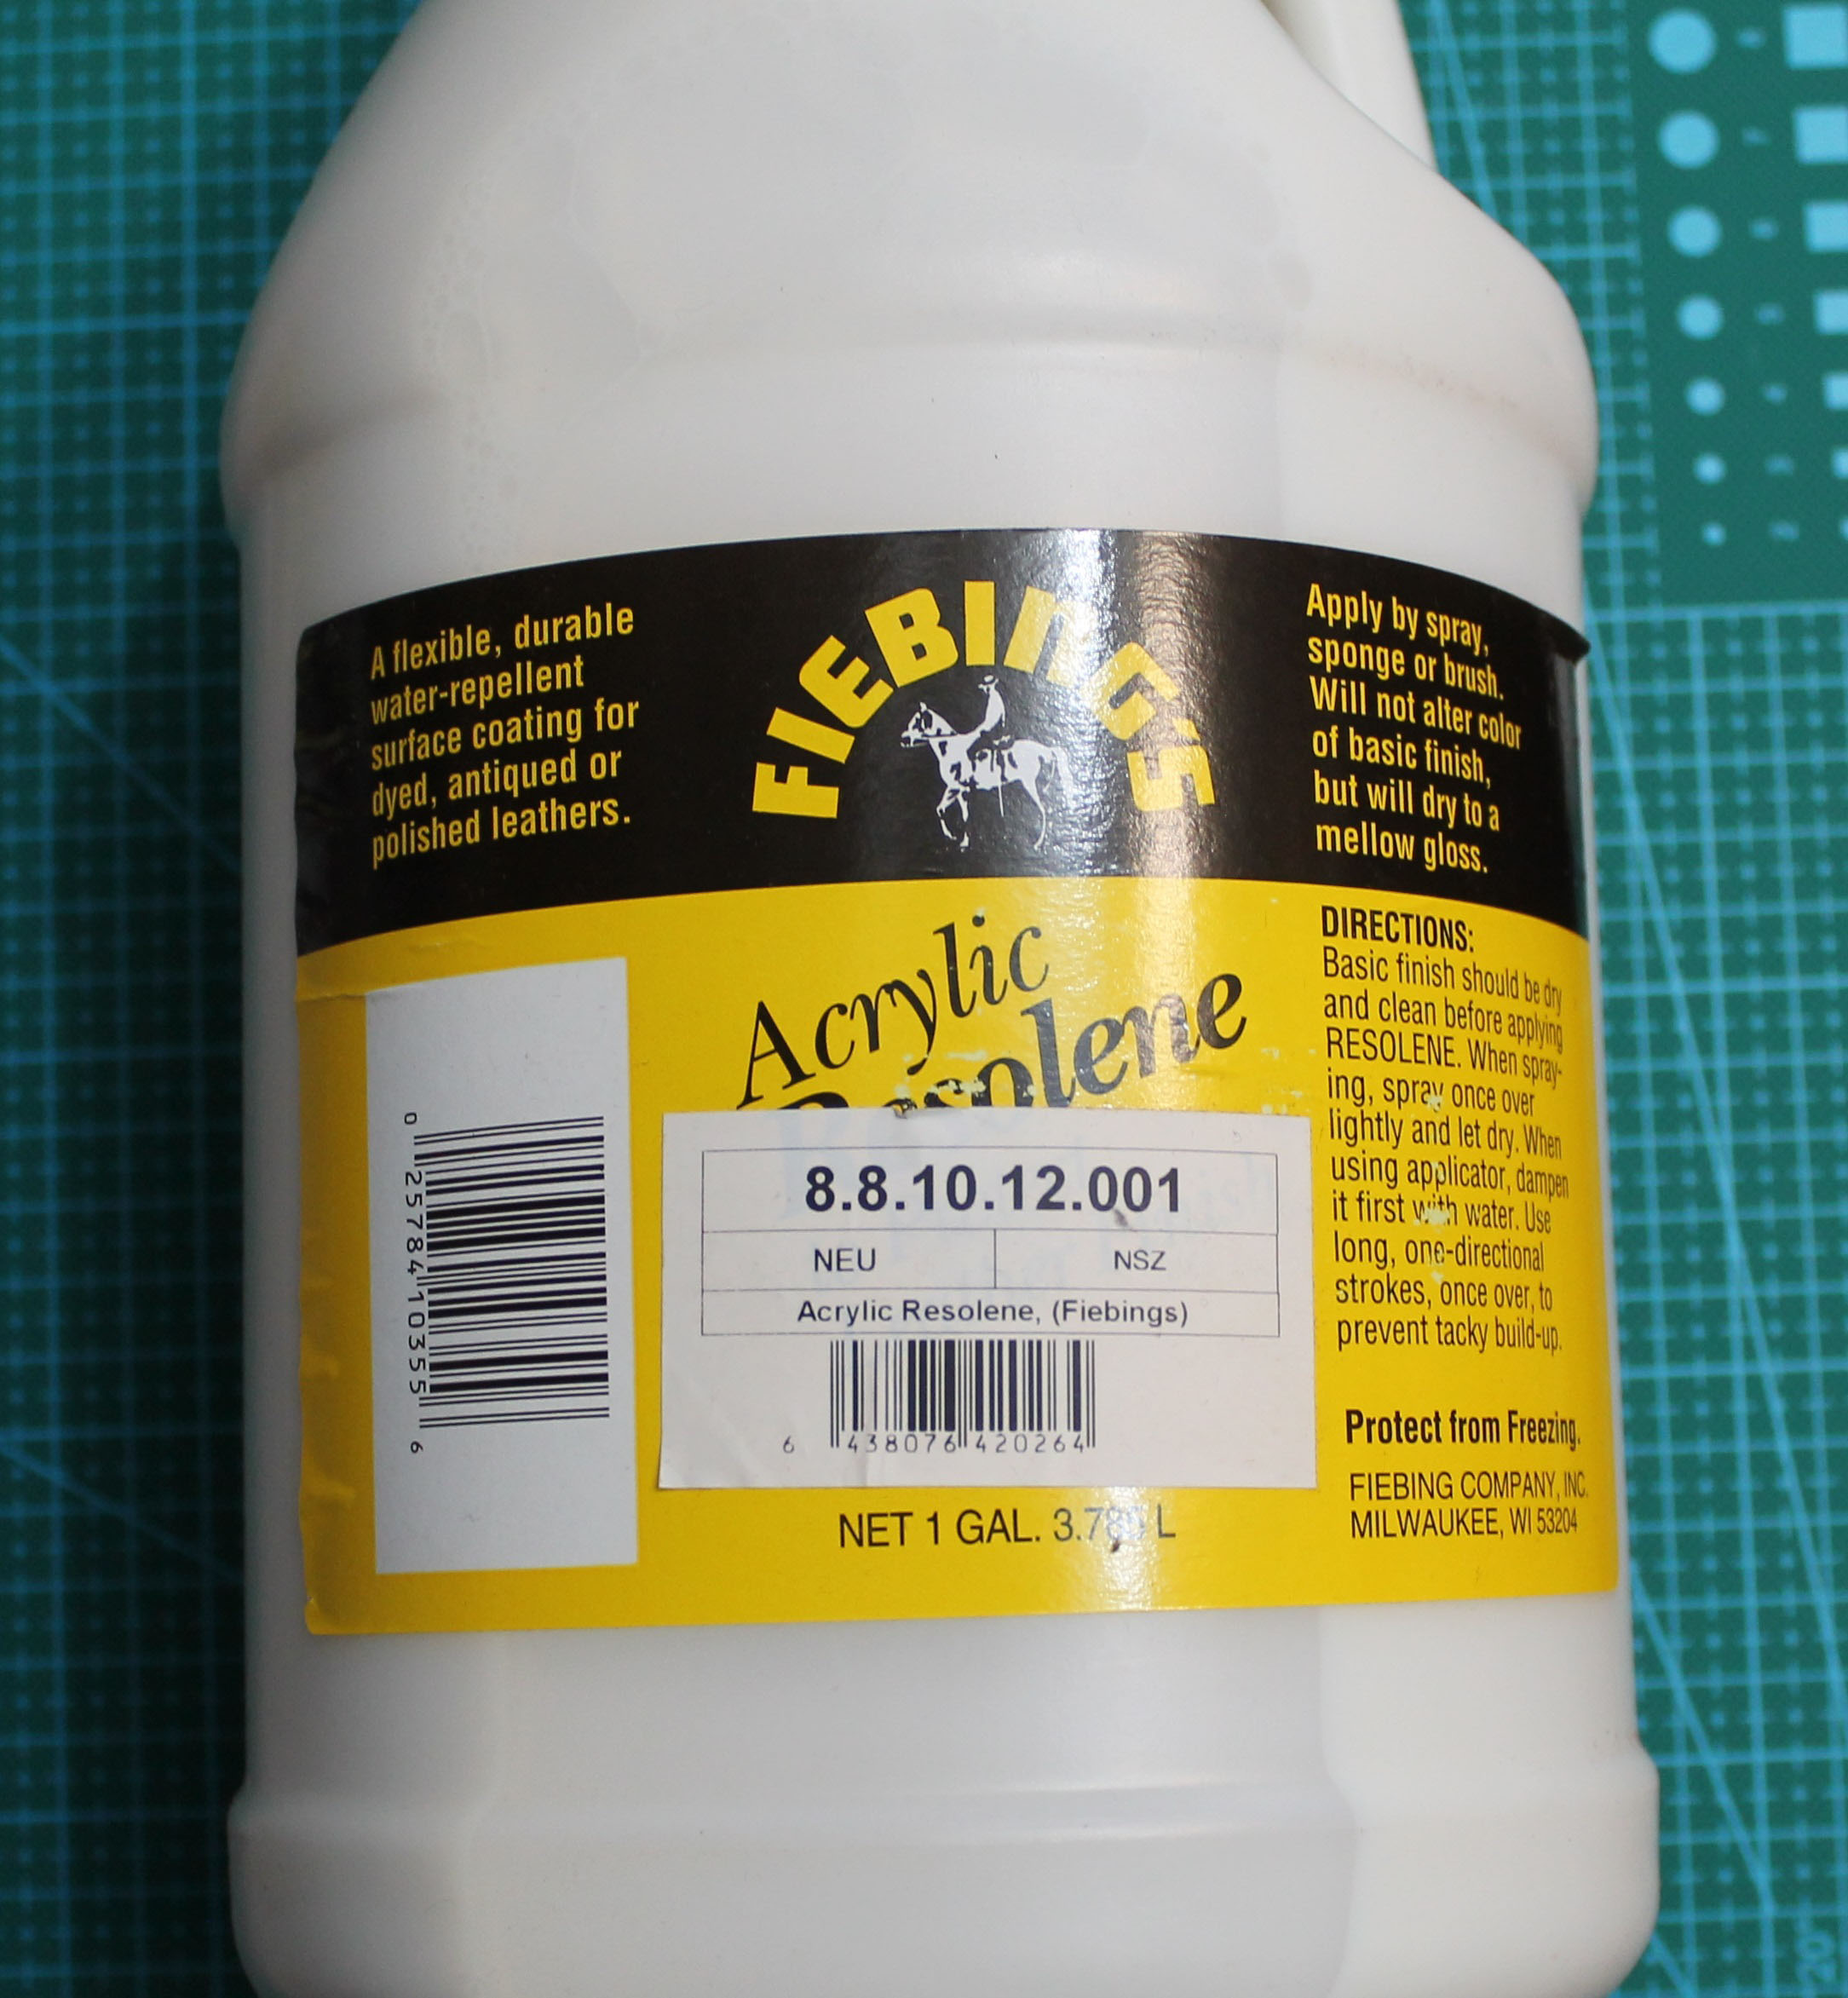 A flexible, durable
water-repellent
surface coating for
dyed, antiqued or
polished leathers.
FIEBING'S
Apply by spray,
sponge or brush.
Will not alter color
of basic finish,
but will dry to a
mellow gloss.
Acrylic
Resolene
0 25784 10355 6
8.8.10.12.001
NEU NSZ
Acrylic Resolene, (Fiebings)
6 438076 420264
NET 1 GAL. L
DIRECTIONS:
Basic finish should be dry
and clean before applying
RESOLENE. When spray-
ing, spray once over
lightly and let dry. When
using applicator, dampen
it first with water. Use
long, one-directional
strokes, once over, to
prevent tacky build-up.
Protect from Freezing.
FIEBING COMPANY, INC.
MILWAUKEE, WI 53204
20